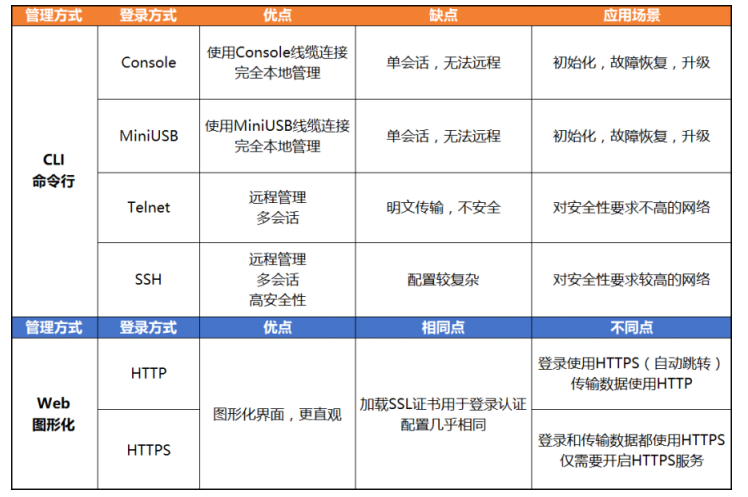 管理方式 登录方式 优点 缺点 应用场景
CLI
命令行
Console
使用Console线缆连接
完全本地管理
单会话，无法远程
初始化，故障恢复，升级
MiniUSB
使用MiniUSB线缆连接
完全本地管理
单会话，无法远程
初始化，故障恢复，升级
Telnet
远程管理
多会话
明文传输，不安全
对安全性要求不高的网络
SSH
远程管理
多会话
高安全性
配置较复杂
对安全性要求较高的网络
管理方式 登录方式 优点 相同点 不同点
Web
图形化
HTTP
图形化界面，更直观
加载SSL证书用于登录认证
配置几乎相同
登录使用HTTPS（自动跳转）
传输数据使用HTTP
HTTPS
登录和传输数据都使用HTTPS
仅需要开启HTTPS服务